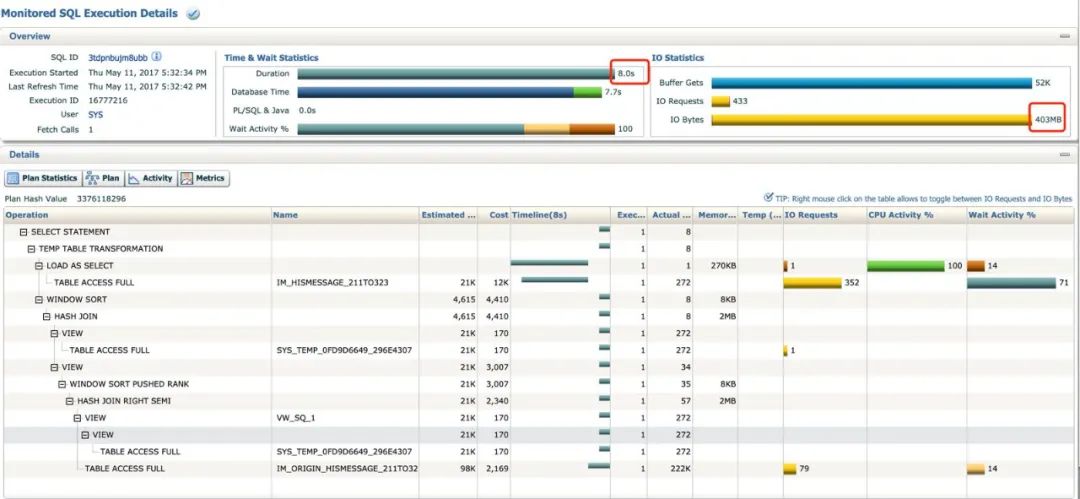 Monitored SQL Execution Details
Overview
SQL ID 3tdpnbujm8ubb
Execution Started Thu May 11, 2017 5:32:34 PM
Last Refresh Time Thu May 11, 2017 5:32:42 PM
Execution ID 16777216
User SYS
Fetch Calls 1
Time & Wait Statistics
Duration 8.0s
Database Time 7.7s
PL/SQL & Java 0.0s
Wait Activity % 100
IO Statistics
Buffer Gets 52K
IO Requests 433
IO Bytes 403MB
Details
Plan Statistics Plan Activity Metrics
Plan Hash Value 3376118296
TIP: Right mouse click on the table allows to toggle between IO Requests and IO Bytes
Operation Name Estimated ... Cost Timeline(8s) Exec... Actual ... Memor... Temp (... IO Requests CPU Activity % Wait Activity %
SELECT STATEMENT 1 8
TEMP TABLE TRANSFORMATION 1 8
LOAD AS SELECT 1 1 270KB 1 100 14
TABLE ACCESS FULL IM_HISMESSAGE_211TO323 21K 12K 1 272 352 71
WINDOW SORT 4,615 4,410 1 8 8KB
HASH JOIN 4,615 4,410 1 8 2MB
VIEW 21K 170 1 272
TABLE ACCESS FULL SYS_TEMP_0FD9D6649_296E4307 21K 170 1 272 1
VIEW 21K 3,007 1 34
WINDOW SORT PUSHED RANK 21K 3,007 1 35 8KB
HASH JOIN RIGHT SEMI 21K 2,340 1 57 2MB
VIEW VW_SQ_1 21K 170 1 272
VIEW 21K 170 1 272
TABLE ACCESS FULL SYS_TEMP_0FD9D6649_296E4307 21K 170 1 272
TABLE ACCESS FULL IM_ORIGIN_HISMESSAGE_211TO32 98K 2,169 1 222K 79 14